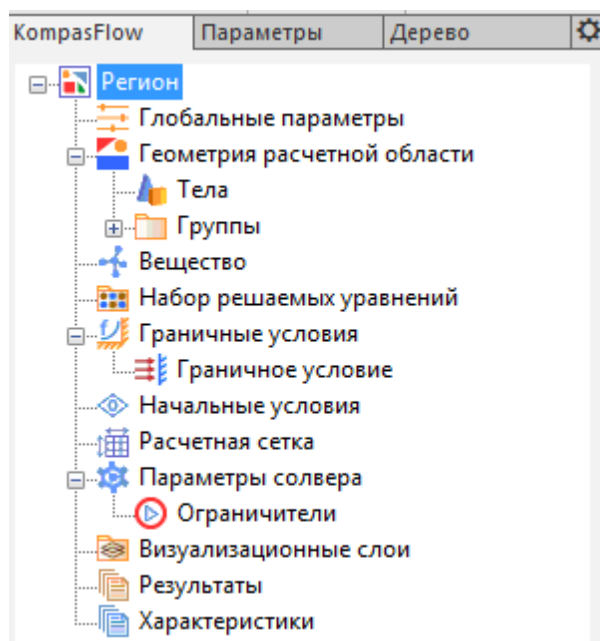 KompasFlow Параметры Дерево
Регион
Глобальные параметры
Геометрия расчетной области
Тела
Группы
Вещество
Набор решаемых уравнений
Граничные условия
Граничное условие
Начальные условия
Расчетная сетка
Параметры солвера
Ограничители
Визуализационные слои
Результаты
Характеристики